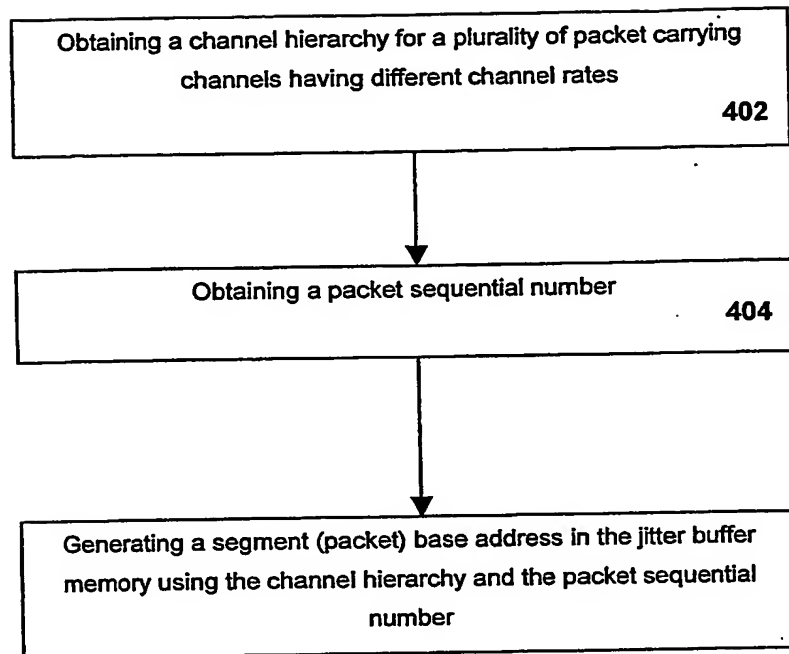 Obtaining a channel hierarchy for a plurality of packet carrying
channels having different channel rates
402
Obtaining a packet sequential number
404
Generating a segment (packet) base address in the jitter buffer
memory using the channel hierarchy and the packet sequential
number